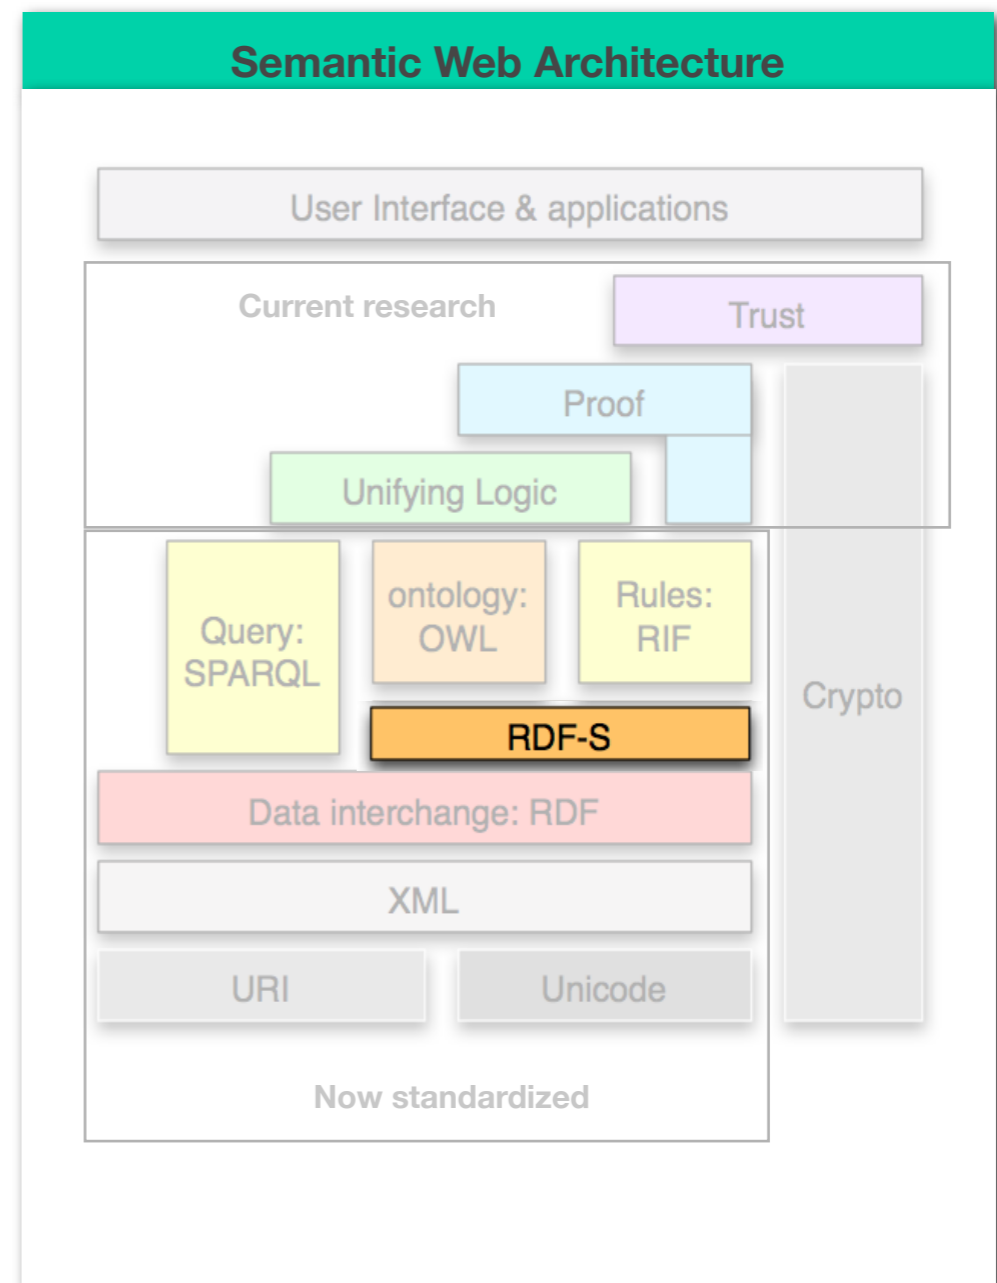 Semantic Web Architecture
User Interface & applications
Current research
Trust
Proof
Unifying Logic
Query:
SPARQL
ontology:
OWL
Rules:
RIF
Crypto
RDF-S
Data interchange: RDF
XML
URI
Unicode
Now standardized